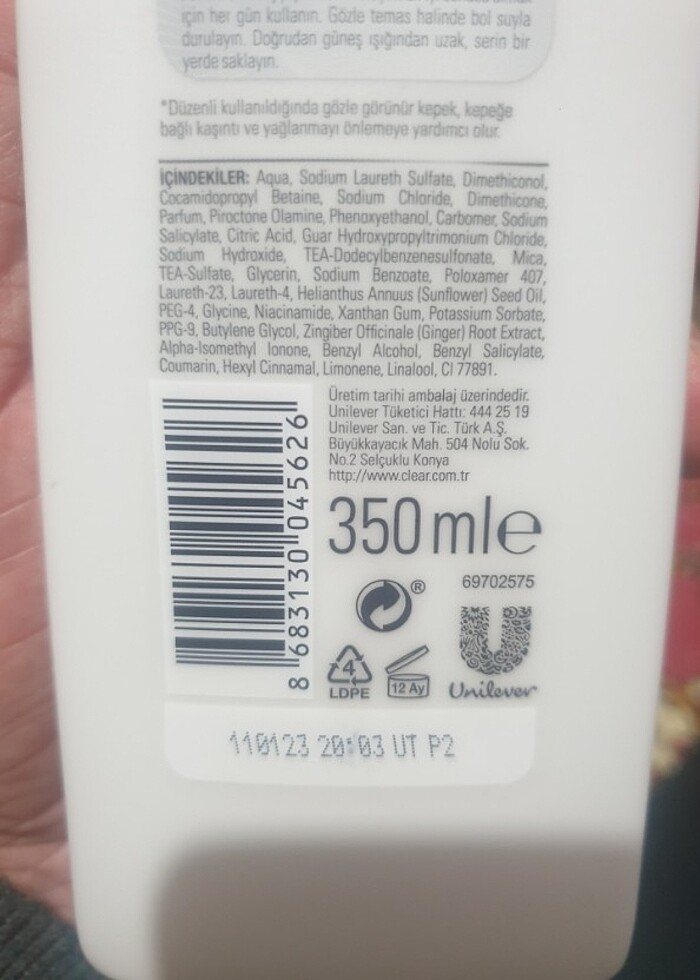 için her gün kullanın. Gözle temas halinde bol suyla
durulayın. Doğrudan güneş ışığından uzak, serin bir
yerde saklayın.
*Düzenli kullanıldığında gözle görünür kepek, kepeğe
bağlı kaşıntı ve yağlanmayı önlemeye yardımcı olur.
İÇİNDEKİLER: Aqua, Sodium Laureth Sulfate, Dimethiconol,
Cocamidopropyl Betaine, Sodium Chloride, Dimethicone,
Parfum, Piroctone Olamine, Phenoxyethanol, Carbomer, Sodium
Salicylate, Citric Acid, Guar Hydroxypropyltrimonium Chloride,
Sodium Hydroxide, TEA-Dodecylbenzenesulfonate, Mica,
TEA-Sulfate, Glycerin, Sodium Benzoate, Poloxamer 407,
Laureth-23, Laureth-4, Helianthus Annuus (Sunflower) Seed Oil,
PEG-4, Glycine, Niacinamide, Xanthan Gum, Potassium Sorbate,
PPG-9, Butylene Glycol, Zingiber Officinale (Ginger) Root Extract,
Alpha-Isomethyl Ionone, Benzyl Alcohol, Benzyl Salicylate,
Coumarin, Hexyl Cinnamal, Limonene, Linalool, CI 77891.
Üretim tarihi ambalaj üzerindedir.
Unilever Tüketici Hattı: 444 25 19
Unilever San. ve Tic. Türk A.Ş.
Büyükkayacık Mah. 504 Nolu Sok.
No.2 Selçuklu Konya
http://www.clear.com.tr
8 683130 045626
350 ml e
®
69702575
4
LDPE
12 Ay
Unilever
110123 20:03 UT P2